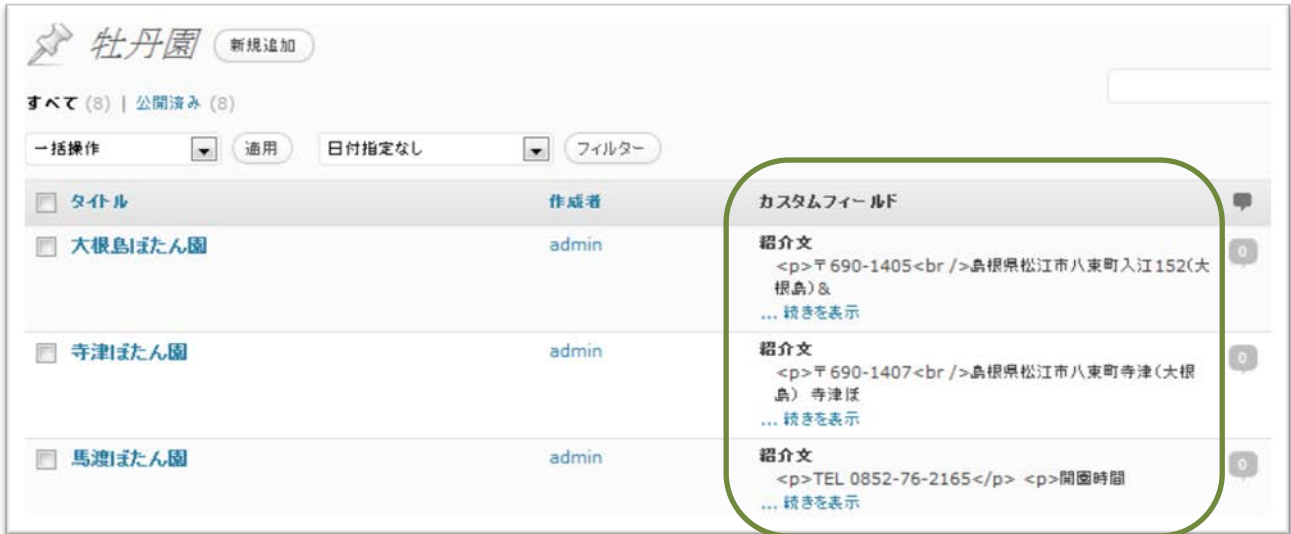 牡丹園 新規追加
すべて (8) | 公開済み (8)
一括操作 適用 日付指定なし フィルター
タイトル 作成者 カスタムフィールド
大根島ぼたん園 admin 紹介文
<p>〒690-1405<br />島根県松江市八束町入江152(大
根島)&
... 続きを表示
0
寺津ぼたん園 admin 紹介文
<p>〒690-1407<br />島根県松江市八束町寺津(大根
島) 寺津ぼ
... 続きを表示
0
馬渡ぼたん園 admin 紹介文
<p>TEL 0852-76-2165</p> <p>開園時間
... 続きを表示
0